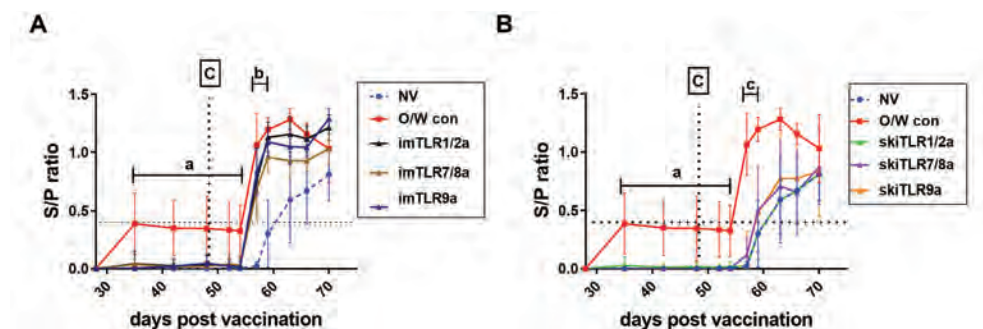 A
C
b
a
1.5
1.0
0.5
0.0
S/P ratio
30
40
50
60
70
days post vaccination
NV
O/W con
imTLR1/2a
imTLR7/8a
imTLR9a
B
C
c
a
1.5
1.0
0.5
0.0
S/P ratio
30
40
50
60
70
days post vaccination
NV
O/W con
skiTLR1/2a
skiTLR7/8a
skiTLR9a